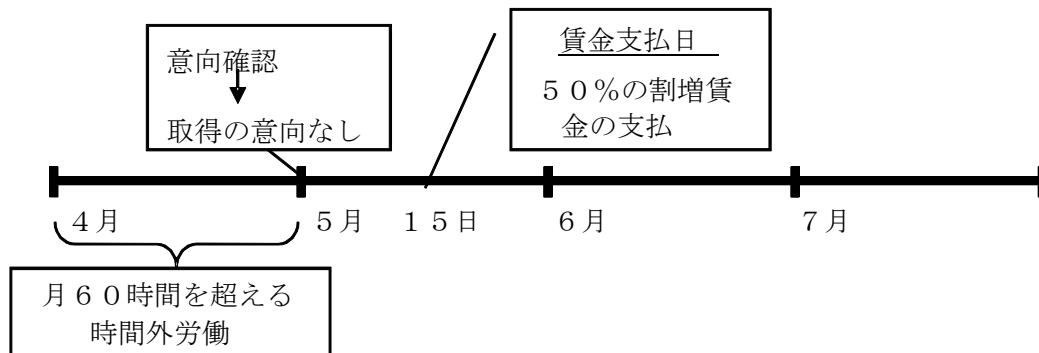 意向確認
取得の意向なし
賃金支払日
５０％の割増賃
金の支払
４月
５月
１５日
６月
７月
月６０時間を超える
時間外労働